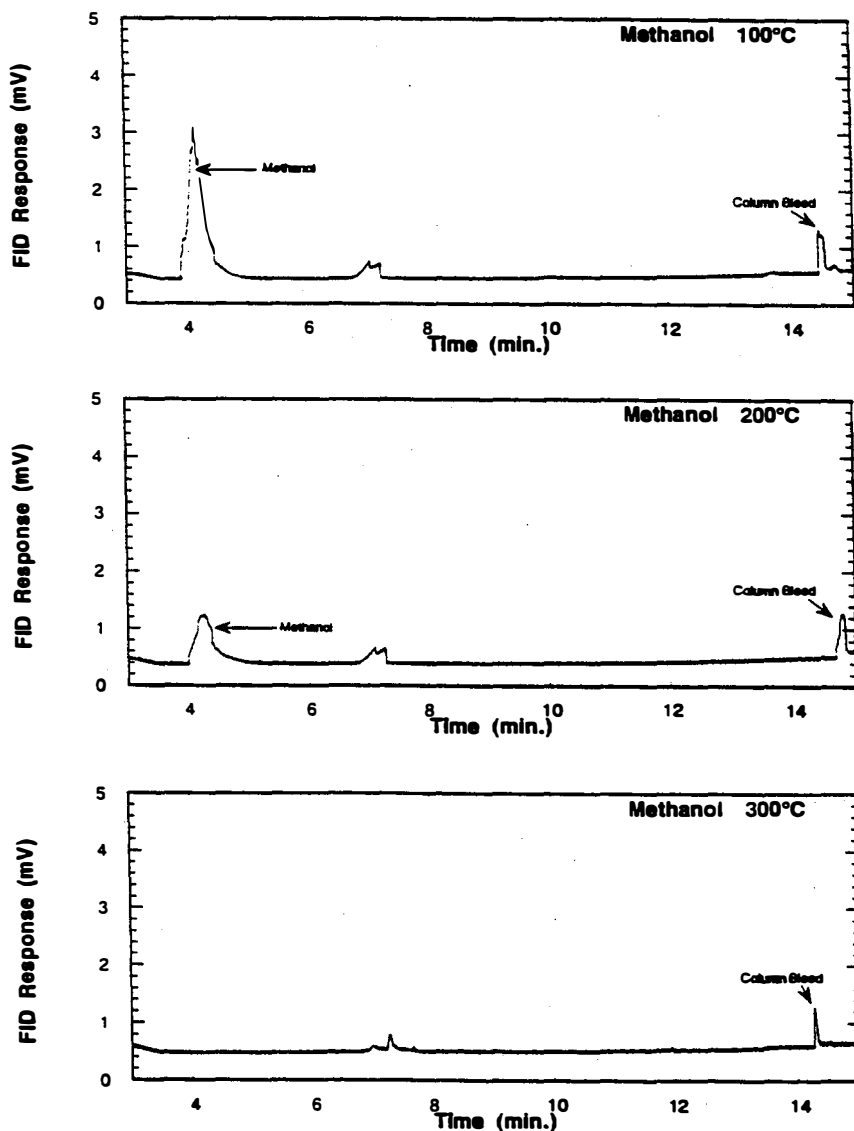 Methanol 100°C
FID Response (mV)
5
4
3
2
1
0
Methanol
Column Bleed
4
6
8
10
12
14
Time (min.)
Methanol 200°C
FID Response (mV)
5
4
3
2
1
0
Methanol
Column Bleed
4
6
8
10
12
14
Time (min.)
Methanol 300°C
FID Response (mV)
5
4
3
2
1
0
Column Bleed
4
6
8
10
12
14
Time (min.)